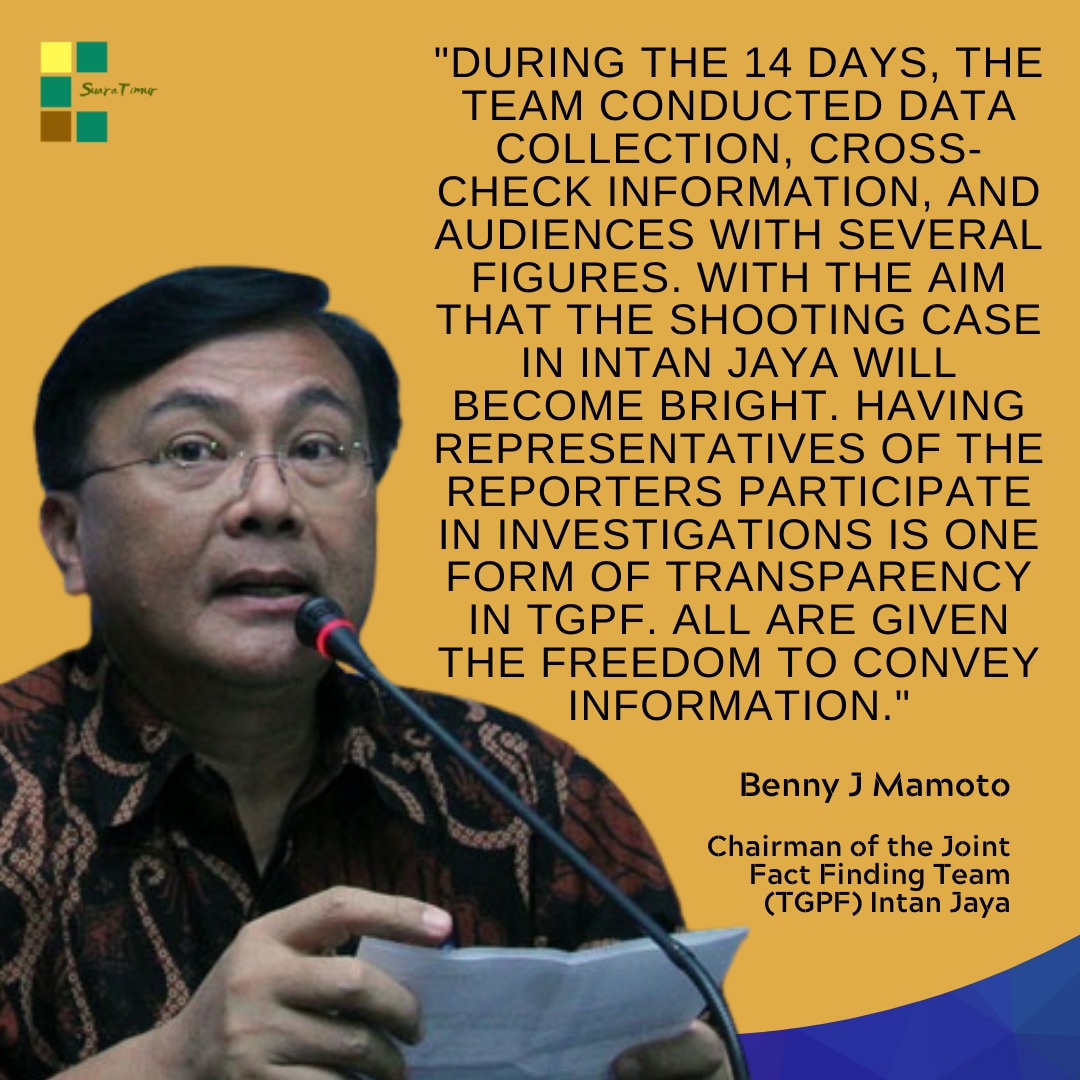 Suara Timur
"DURING THE 14 DAYS, THE
TEAM CONDUCTED DATA
COLLECTION, CROSS-
CHECK INFORMATION, AND
AUDIENCES WITH SEVERAL
FIGURES. WITH THE AIM
THAT THE SHOOTING CASE
IN INTAN JAYA WILL
BECOME BRIGHT. HAVING
REPRESENTATIVES OF THE
REPORTERS PARTICIPATE
IN INVESTIGATIONS IS ONE
FORM OF TRANSPARENCY
IN TGPF. ALL ARE GIVEN
THE FREEDOM TO CONVEY
INFORMATION."
Benny J Mamoto
Chairman of the Joint
Fact Finding Team
(TGPF) Intan Jaya